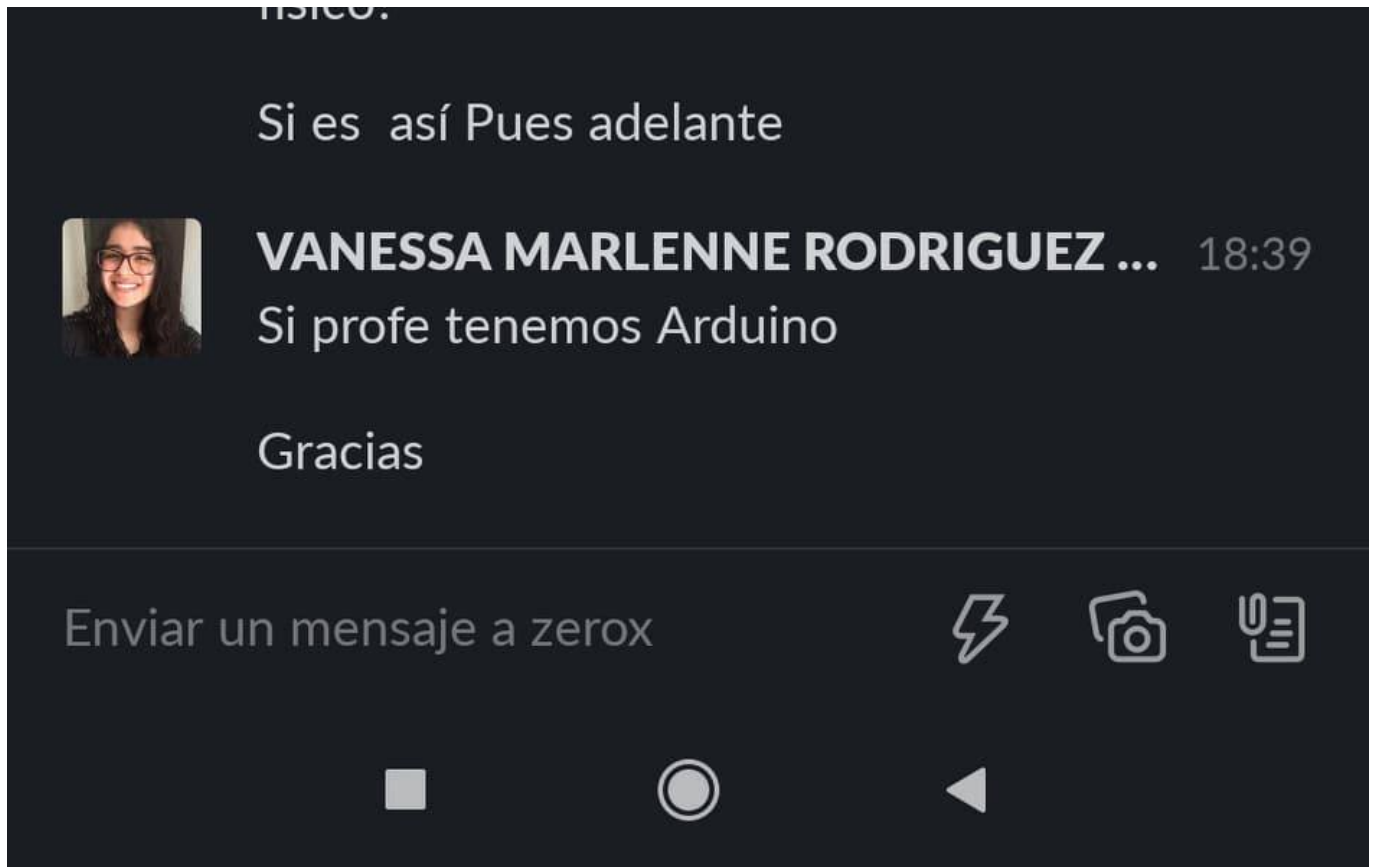 físico?
Si es  así Pues adelante
VANESSA MARLENNE RODRIGUEZ ... 18:39
Si profe tenemos Arduino
Gracias
Enviar un mensaje a zerox